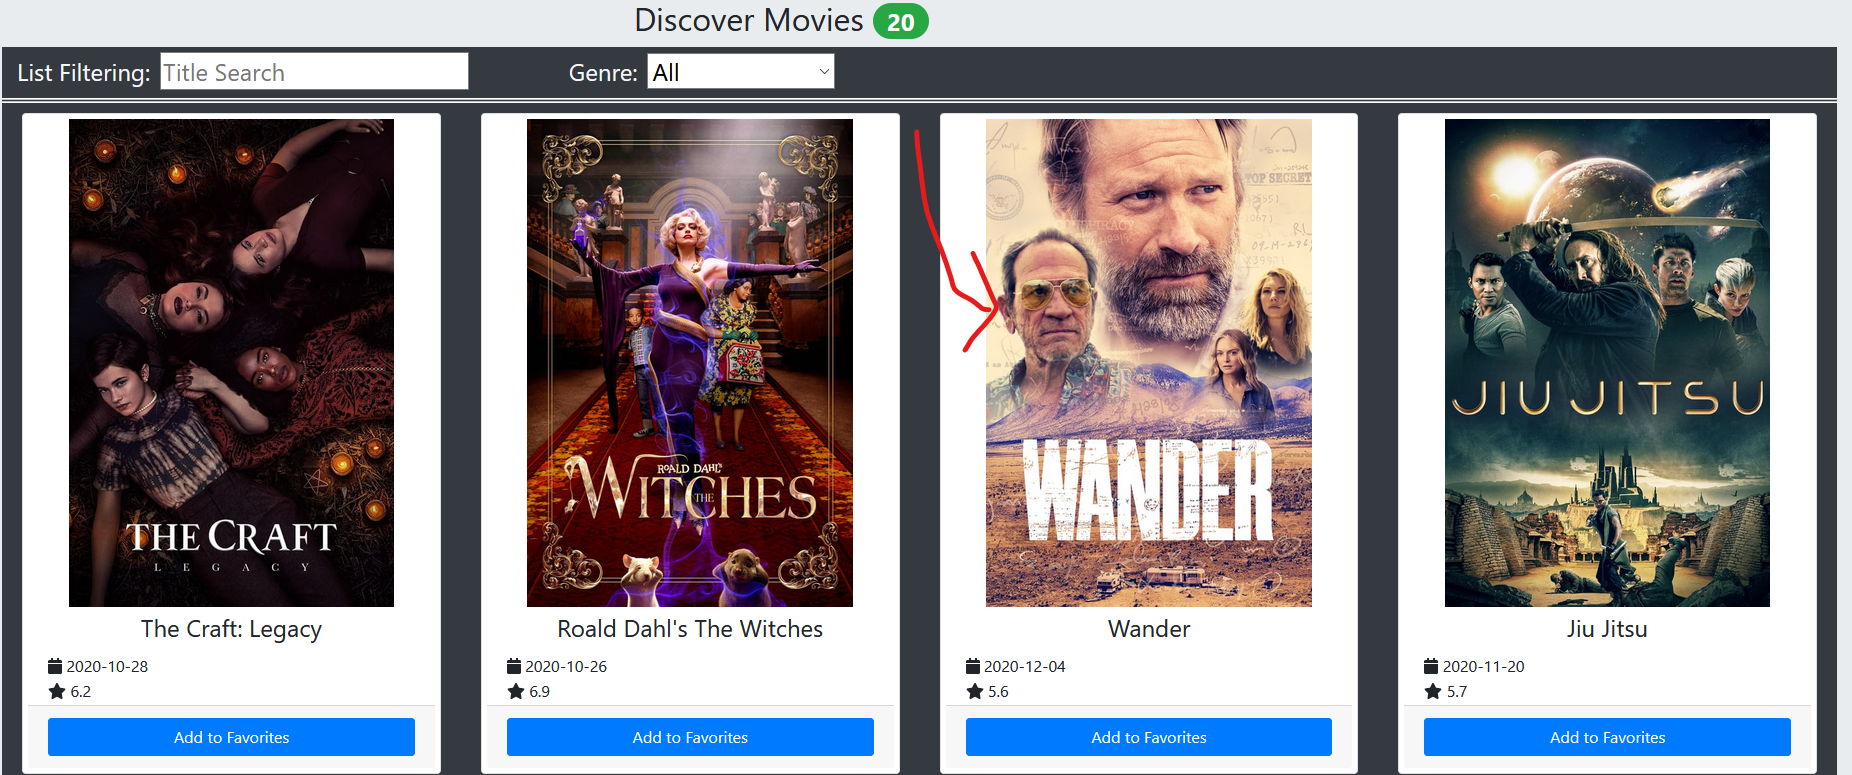 Discover Movies 20
List Filtering: Title Search Genre: All
THE CRAFT
LEGACY
ROALD DAHL'S
THE
WITCHES
TOP SECRET
WANDER
JIU JITSU
The Craft: Legacy
Roald Dahl's The Witches
Wander
Jiu Jitsu
2020-10-28
2020-10-26
2020-12-04
2020-11-20
6.2
6.9
5.6
5.7
Add to Favorites
Add to Favorites
Add to Favorites
Add to Favorites